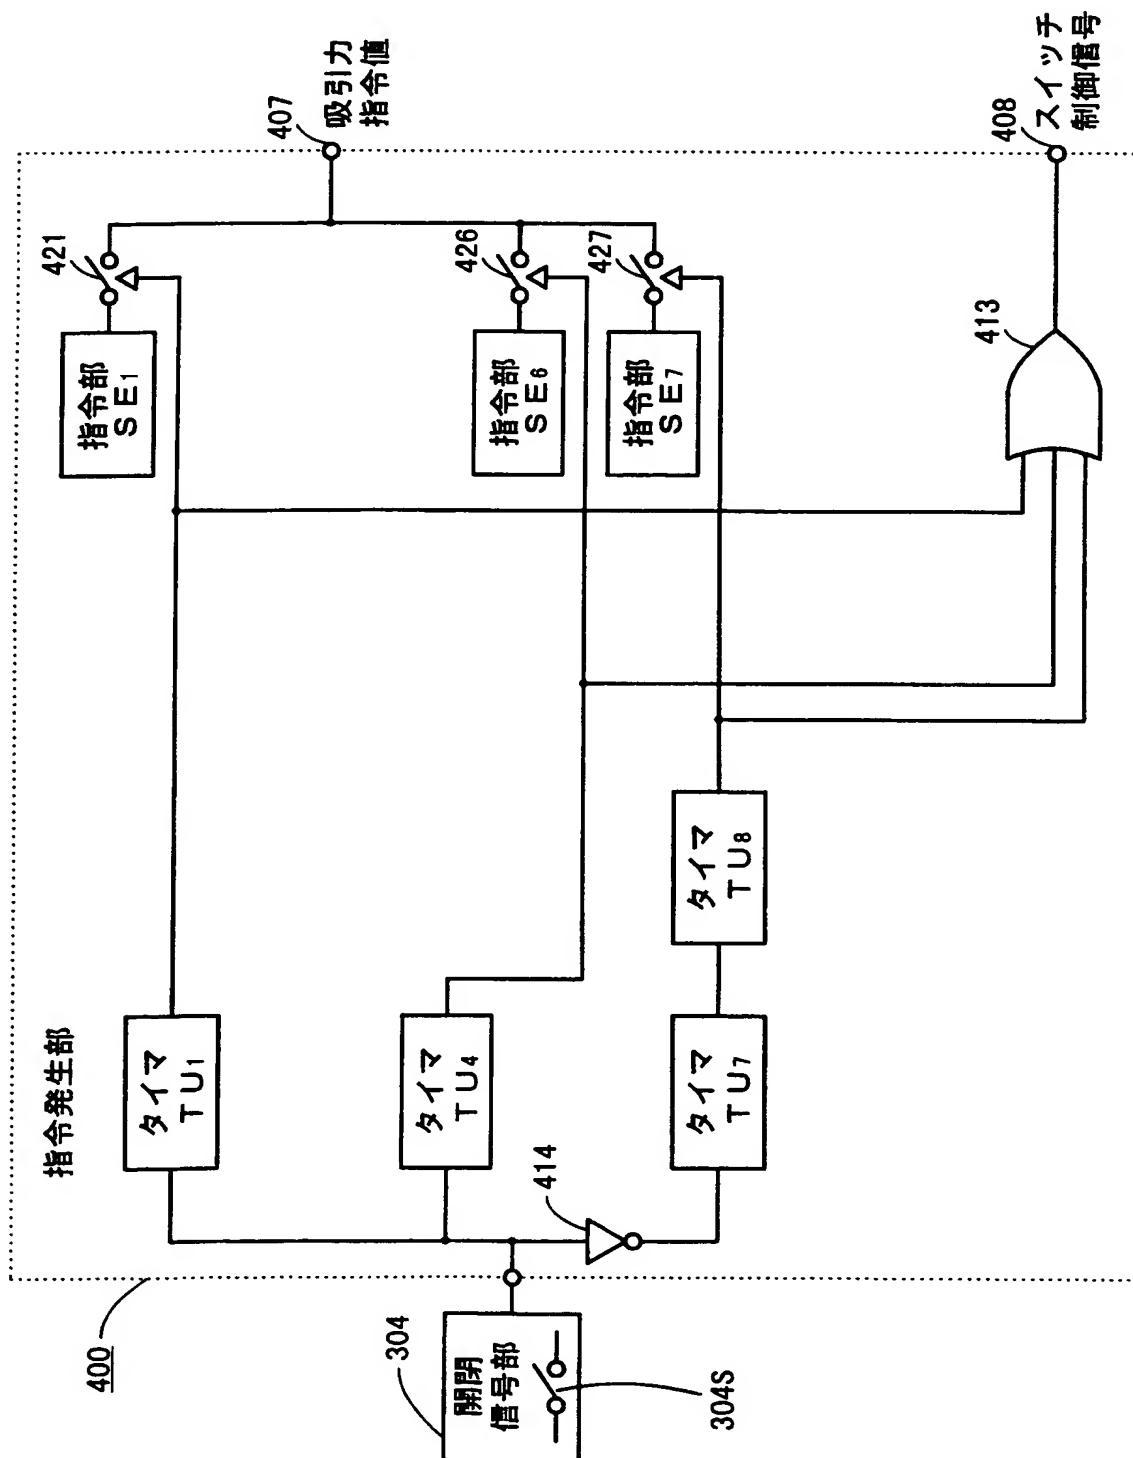 指令発生部
400
開閉
信号部
304
304S
タイマ
TU1
タイマ
TU4
414
タイマ
TU7
タイマ
TU8
指令部
SE1
421
指令部
SE6
426
指令部
SE7
427
413
407
吸引力
指令値
408
スイッチ
制御信号